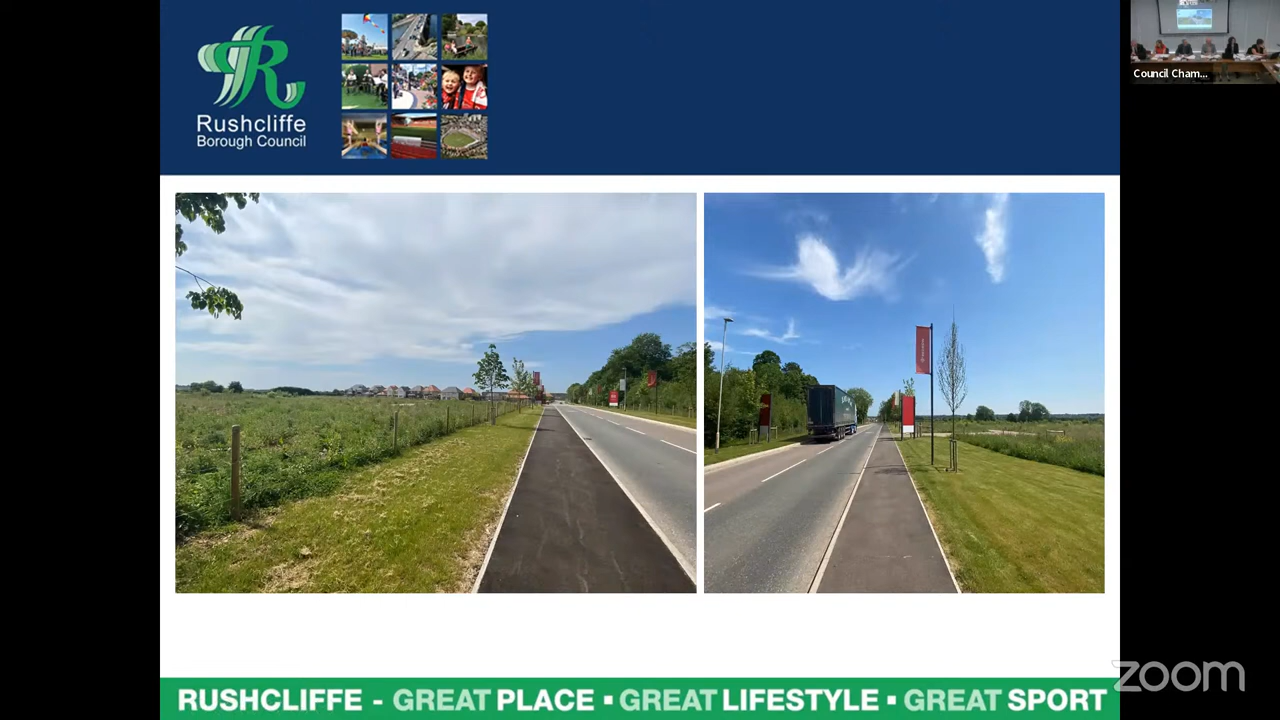 Rushcliffe
Borough Council
Council Cham...
RUSHCLIFFE - GREAT PLACE ▪ GREAT LIFESTYLE ▪ GREAT SPORT
zoom